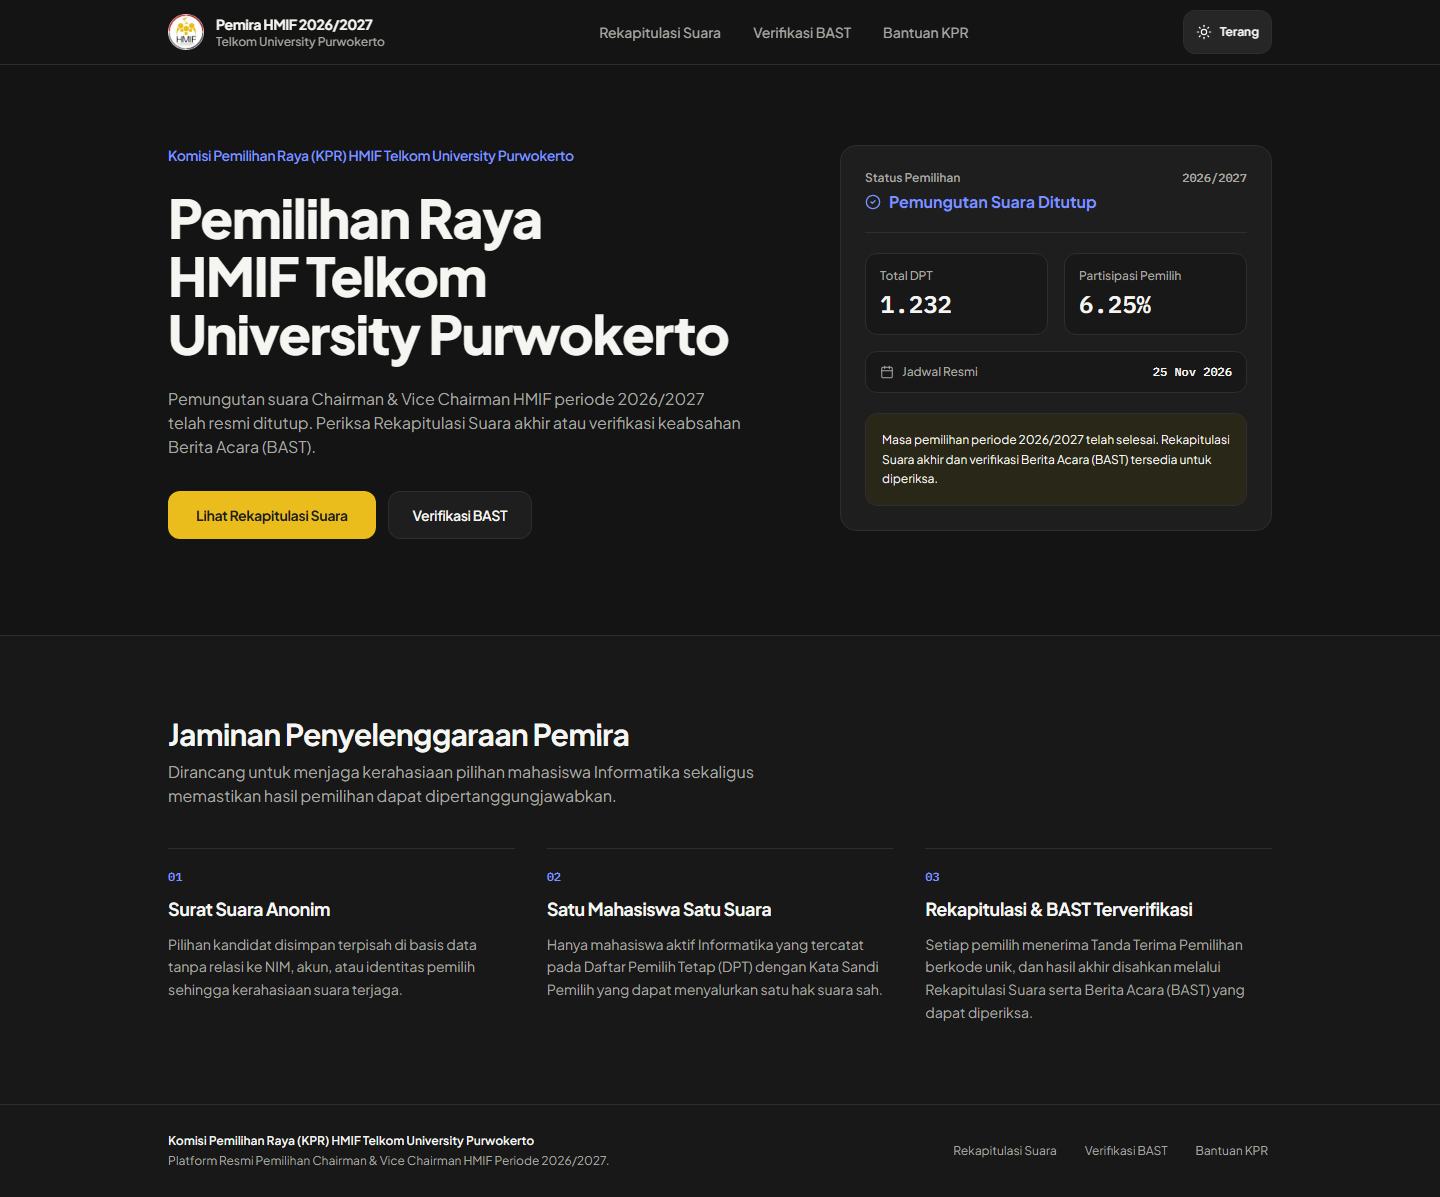 HMIF
Pemira HMIF 2026/2027
Telkom University Purwokerto
Rekapitulasi Suara
Verifikasi BAST
Bantuan KPR
Terang
Komisi Pemilihan Raya (KPR) HMIF Telkom University Purwokerto
Pemilihan Raya
HMIF Telkom
University Purwokerto
Pemungutan suara Chairman & Vice Chairman HMIF periode 2026/2027
telah resmi ditutup. Periksa Rekapitulasi Suara akhir atau verifikasi keabsahan
Berita Acara (BAST).
Lihat Rekapitulasi Suara
Verifikasi BAST
Status Pemilihan
2026/2027
Pemungutan Suara Ditutup
Total DPT
1.232
Partisipasi Pemilih
6.25%
Jadwal Resmi
25 Nov 2026
Masa pemilihan periode 2026/2027 telah selesai. Rekapitulasi
Suara akhir dan verifikasi Berita Acara (BAST) tersedia untuk
diperiksa.
Jaminan Penyelenggaraan Pemira
Dirancang untuk menjaga kerahasiaan pilihan mahasiswa Informatika sekaligus
memastikan hasil pemilihan dapat dipertanggungjawabkan.
01
Surat Suara Anonim
Pilihan kandidat disimpan terpisah di basis data
tanpa relasi ke NIM, akun, atau identitas pemilih
sehingga kerahasiaan suara terjaga.
02
Satu Mahasiswa Satu Suara
Hanya mahasiswa aktif Informatika yang tercatat
pada Daftar Pemilih Tetap (DPT) dengan Kata Sandi
Pemilih yang dapat menyalurkan satu hak suara sah.
03
Rekapitulasi & BAST Terverifikasi
Setiap pemilih menerima Tanda Terima Pemilihan
berkode unik, dan hasil akhir disahkan melalui
Rekapitulasi Suara serta Berita Acara (BAST) yang
dapat diperiksa.
Komisi Pemilihan Raya (KPR) HMIF Telkom University Purwokerto
Platform Resmi Pemilihan Chairman & Vice Chairman HMIF Periode 2026/2027.
Rekapitulasi Suara
Verifikasi BAST
Bantuan KPR